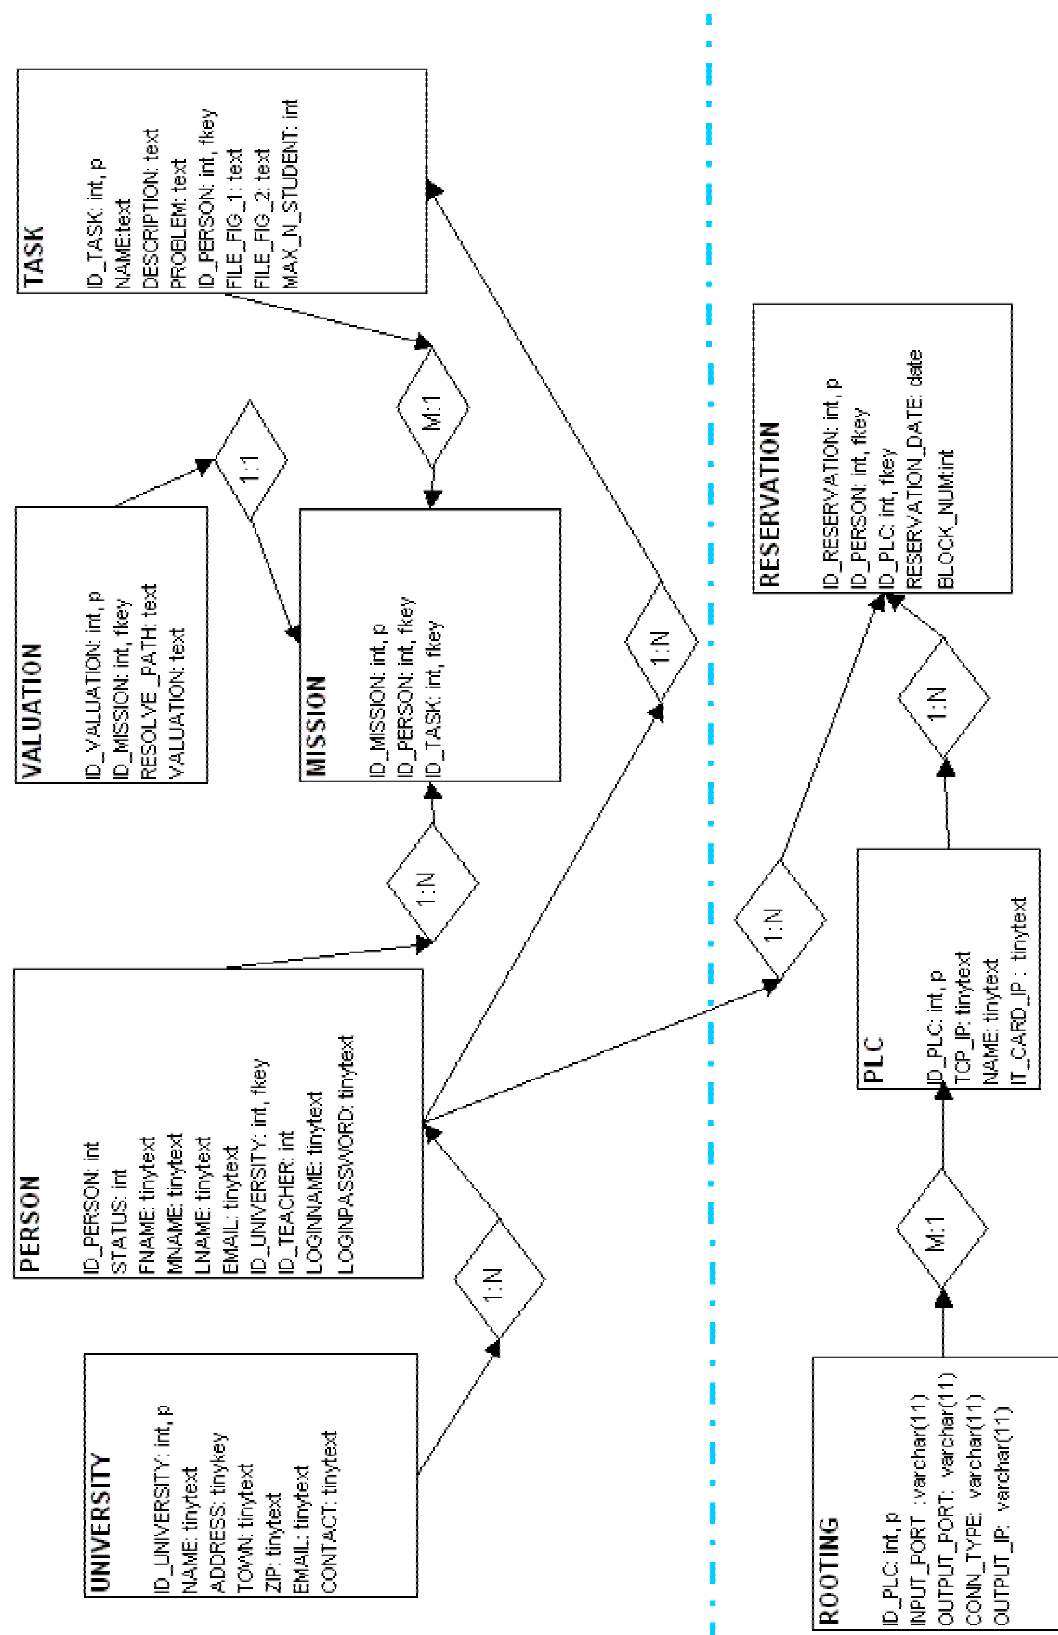 UNIVERSITY
ID_UNIVERSITY: int, p
NAME: tinytext
ADDRESS: tinykey
TOWN: tinytext
ZIP: tinytext
EMAIL: tinytext
CONTACT: tinytext
1:N
PERSON
ID_PERSON: int
STATUS: int
FNAME: tinytext
MNAME: tinytext
LNAME: tinytext
EMAIL: tinytext
ID_UNIVERSITY: int, fkey
ID_TEACHER: int
LOGINNAME: tinytext
LOGINPASSWORD: tinytext
1:N
VALUATION
ID_VALUATION: int, p
ID_MISSION: int, fkey
RESOLVE_PATH: text
VALUATION: text
1:1
MISSION
ID_MISSION: int, p
ID_PERSON: int, fkey
ID_TASK: int, fkey
M:1
TASK
ID_TASK: int, p
NAME:text
DESCRIPTION: text
PROBLEM: text
ID_PERSON: int, fkey
FILE_FIG_1: text
FILE_FIG_2: text
MAX_N_STUDENT: int
1:N
ROOTING
ID_PLC: int, p
INPUT_PORT :varchar(11)
OUTPUT_PORT: varchar(11)
CONN_TYPE: varchar(11)
OUTPUT_IP: varchar(11)
M:1
PLC
ID_PLC: int, p
TCP_IP: tinytext
NAME: tinytext
IT_CARD_IP : tinytext
1:N
1:N
RESERVATION
ID_RESERVATION: int, p
ID_PERSON: int, fkey
ID_PLC: int, fkey
RESERVATION_DATE: date
BLOCK_NUM:int